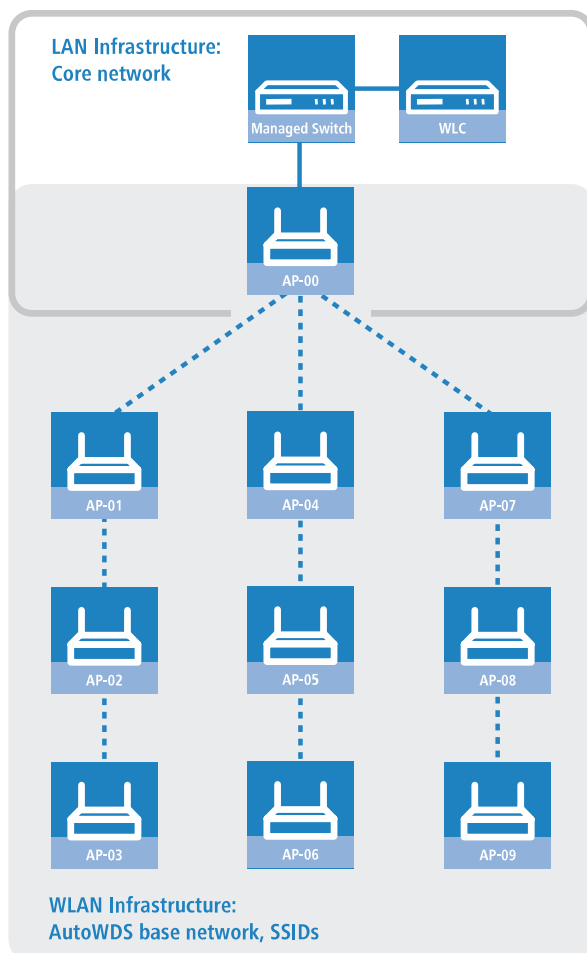 LAN Infrastructure:
Core network
Managed Switch
WLC
AP-00
AP-01
AP-04
AP-07
AP-02
AP-05
AP-08
AP-03
AP-06
AP-09
WLAN Infrastructure:
AutoWDS base network, SSIDs